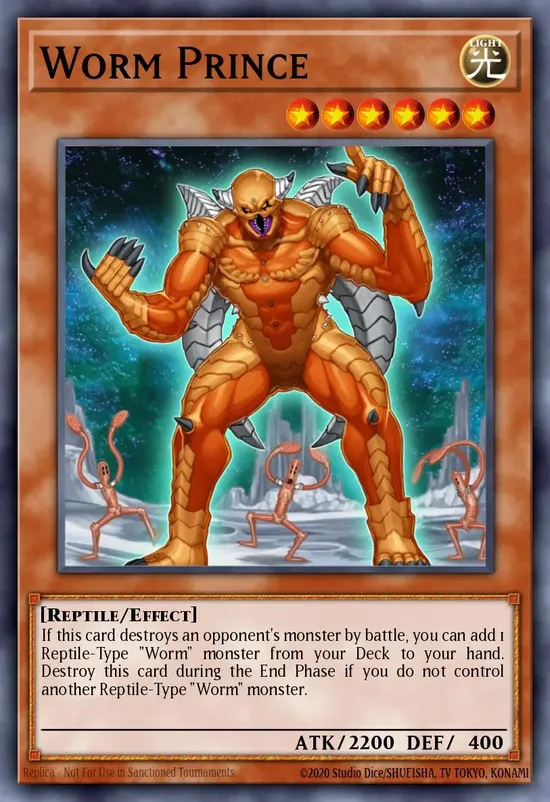 Worm Prince
LIGHT
光
[Reptile/Effect]
If this card destroys an opponent's monster by battle, you can add 1
Reptile-Type "Worm" monster from your Deck to your hand.
Destroy this card during the End Phase if you do not control
another Reptile-Type "Worm" monster.
ATK/2200 DEF/ 400
Replica - Not For Use in Sanctioned Tournaments
©2020 Studio Dice/SHUEISHA, TV TOKYO, KONAMI